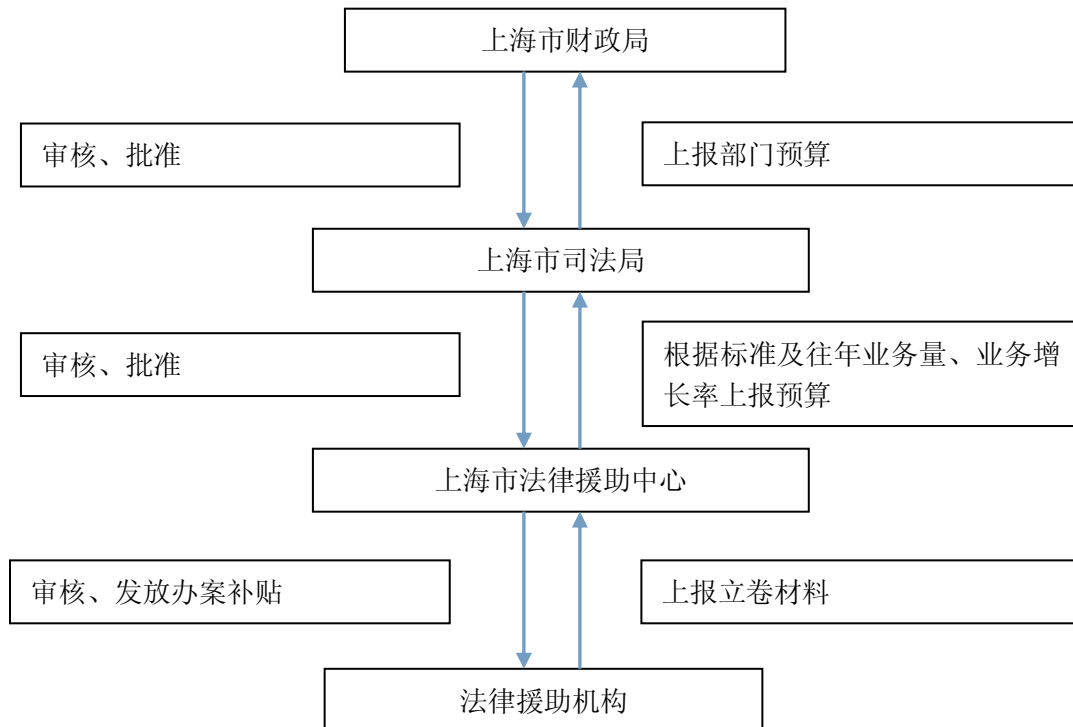 上海市财政局
审核、批准
上报部门预算
上海市司法局
审核、批准
根据标准及往年业务量、业务增
长率上报预算
上海市法律援助中心
审核、发放办案补贴
上报立卷材料
法律援助机构